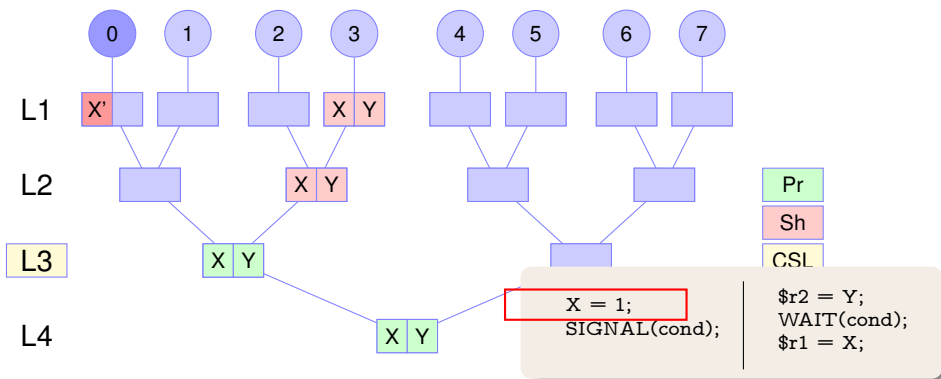 0 1 2 3 4 5 6 7
L1 X' X Y
L2 X Y Pr
Sh
L3 X Y CSL
X = 1; $r2 = Y;
SIGNAL(cond); WAIT(cond);
L4 X Y $r1 = X;